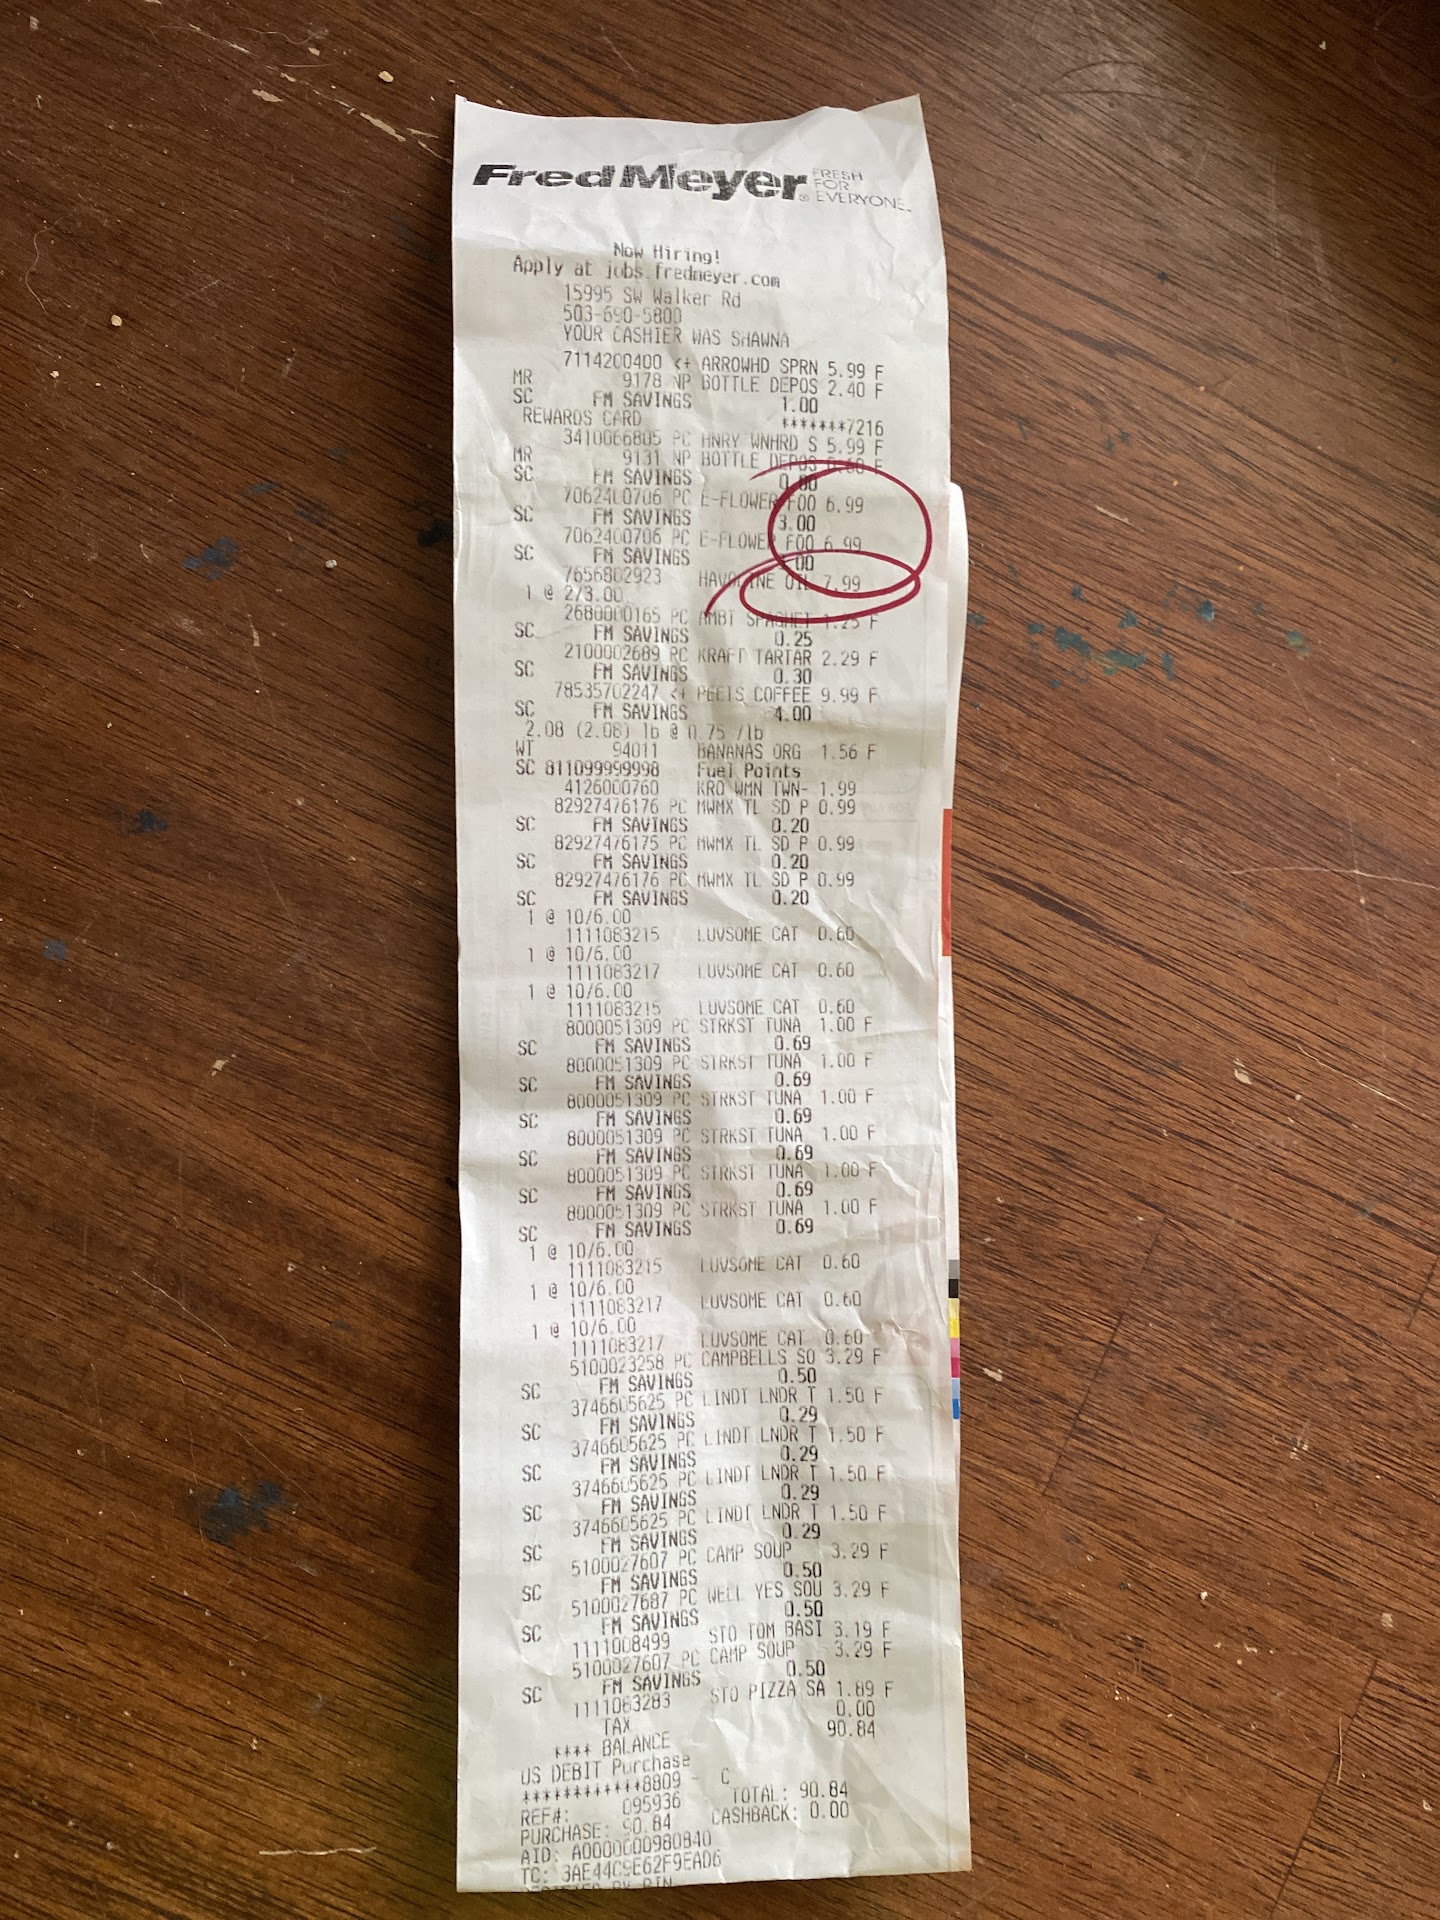 FredMeyer® FRESH FOR EVERYONE.
Now Hiring!
Apply at jobs.fredmeyer.com
15995 SW Walker Rd
503-690-5800
YOUR CASHIER WAS SHAWNA
7114200400 <+ ARROWHD SPRN 5.99 F
MR 9178 NP BOTTLE DEPOS 2.40 F
SC FM SAVINGS 1.00
REWARDS CARD *******7216
3410066805 PC HNRY WNHRD S 5.99 F
MR 9131 NP BOTTLE DEPOS 0.60 F
SC FM SAVINGS
7062400706 PC E-FLOWER FOO 6.99
SC FM SAVINGS 3.00
7062400706 PC E-FLOWER FOO 6.99
SC FM SAVINGS
7656802923 HAVOLINE OIL 7.99
1 @ 2/3.00
2680000165 PC AMBT SPAGHET 1.25 F
SC FM SAVINGS 0.25
2100002689 RC KRAFT TARTAR 2.29 F
SC FM SAVINGS 0.30
78535702247 <+ PEETS COFFEE 9.99 F
SC FM SAVINGS 4.00
2.08 (2.08) lb @ 0.75 /lb
WT 94011 BANANAS ORG 1.56 F
SC 811099999998 Fuel Points
4126000760 KRO WMN TWN- 1.99
82927476176 PC MWMX TL SD P 0.99
SC FM SAVINGS 0.20
82927476175 PC MWMX TL SD P 0.99
SC FM SAVINGS 0.20
82927476176 PC MWMX TL SD P 0.99
SC FM SAVINGS 0.20
1 @ 10/6.00
1111083215 LUVSOME CAT 0.60
1 @ 10/6.00
1111083217 LUVSOME CAT 0.60
1 @ 10/6.00
1111083215 LUVSOME CAT 0.60
8000051309 PC STRKST TUNA 1.00 F
SC FM SAVINGS 0.69
8000051309 PC STRKST TUNA 1.00 F
SC FM SAVINGS 0.69
8000051309 PC STRKST TUNA 1.00 F
SC FM SAVINGS 0.69
8000051309 PC STRKST TUNA 1.00 F
SC FM SAVINGS 0.69
8000051309 PC STRKST TUNA 1.00 F
SC FM SAVINGS 0.69
8000051309 PC STRKST TUNA 1.00 F
SC FM SAVINGS 0.69
1 @ 10/6.00
1111083215 LUVSOME CAT 0.60
1 @ 10/6.00
1111083217 LUVSOME CAT 0.60
1 @ 10/6.00
1111083217 LUVSOME CAT 0.60
5100023258 PC CAMPBELLS SO 3.29 F
SC FM SAVINGS 0.50
3746605625 PC LINDT LNDR T 1.50 F
SC FM SAVINGS 0.29
3746605625 PC LINDT LNDR T 1.50 F
SC FM SAVINGS 0.29
3746605625 PC LINDT LNDR T 1.50 F
SC FM SAVINGS 0.29
3746605625 PC LINDT LNDR T 1.50 F
SC FM SAVINGS 0.29
5100027607 PC CAMP SOUP 3.29 F
SC FM SAVINGS 0.50
5100027687 PC WELL YES SOU 3.29 F
SC FM SAVINGS 0.50
1111008499 STO TOM BASI 3.19 F
5100027607 PC CAMP SOUP 3.29 F
SC FM SAVINGS 0.50
1111083283 STO PIZZA SA 1.89 F
TAX 0.00
**** BALANCE 90.84
US DEBIT Purchase
************8809 - C
REF#: 095936 TOTAL: 90.84
PURCHASE: 90.84 CASHBACK: 0.00
AID: A0000000980840
TC: 3AE44C9E62F9EAD6